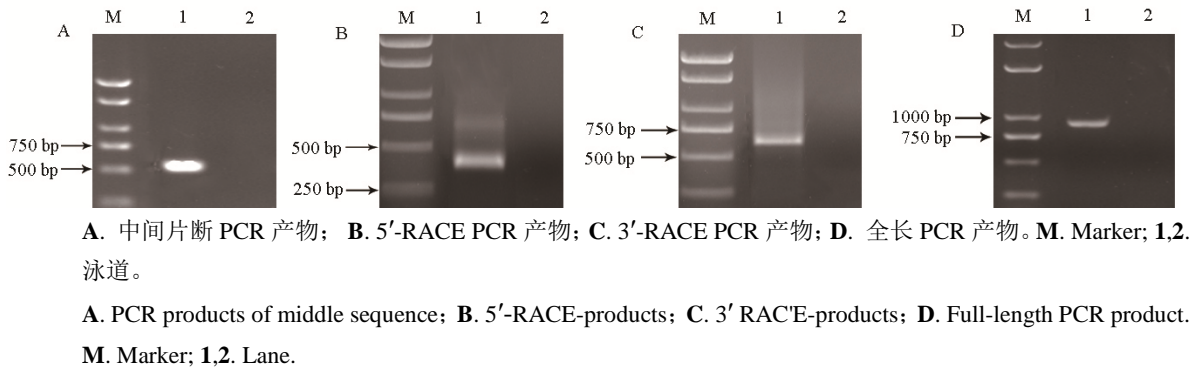 M 1 2 M 1 2 M 1 2 M 1 2
A B C D
750 bp
500 bp
500 bp
250 bp
750 bp
500 bp
1000 bp
750 bp
A. 中间片断 PCR 产物； B. 5′-RACE PCR 产物；C. 3′-RACE PCR 产物；D. 全长 PCR 产物。M. Marker; 1,2.
泳道。
A. PCR products of middle sequence; B. 5′-RACE-products; C. 3′ RAC'E-products; D. Full-length PCR product.
M. Marker; 1,2. Lane.